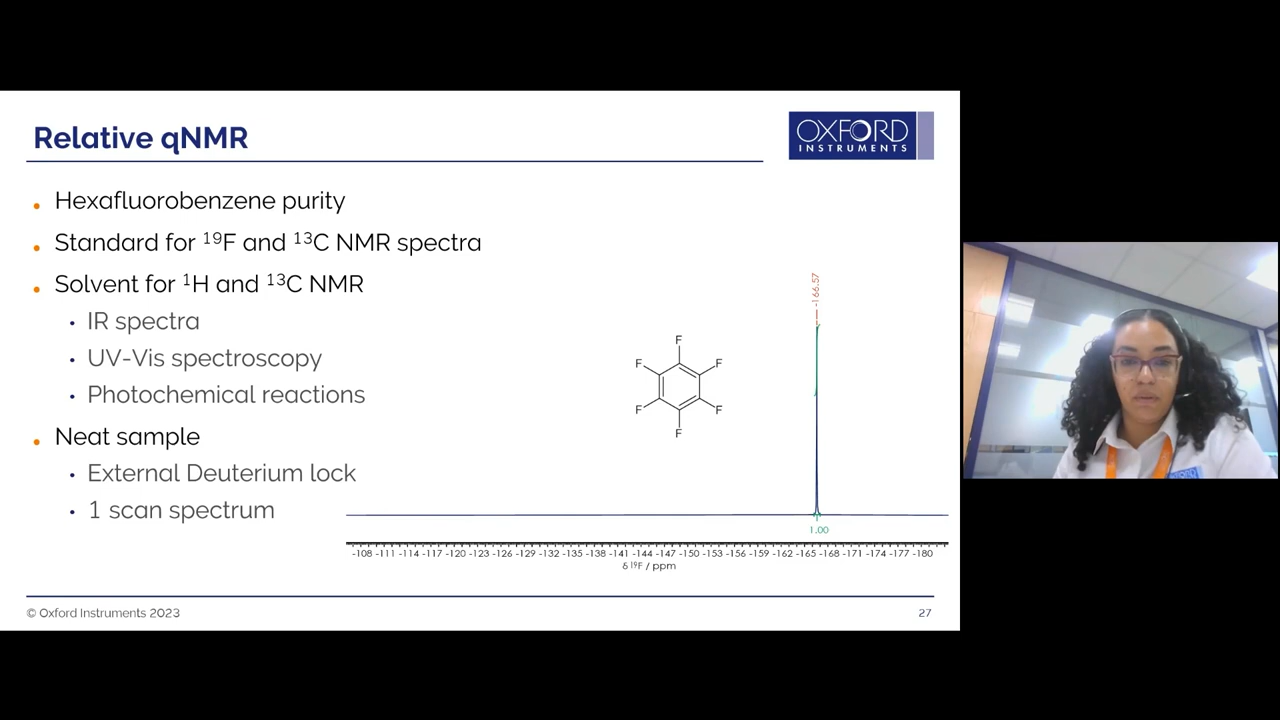 Relative qNMR
OXFORD
INSTRUMENTS
Hexafluorobenzene purity
Standard for ¹⁹F and ¹³C NMR spectra
Solvent for ¹H and ¹³C NMR
IR spectra
UV-Vis spectroscopy
Photochemical reactions
Neat sample
External Deuterium lock
1 scan spectrum
-166.57
F
F F
F F
F
1.00
-108 -111 -114 -117 -120 -123 -126 -129 -132 -135 -138 -141 -144 -147 -150 -153 -156 -159 -162 -165 -168 -171 -174 -177 -180
δ ¹⁹F / ppm
© Oxford Instruments 2023
27